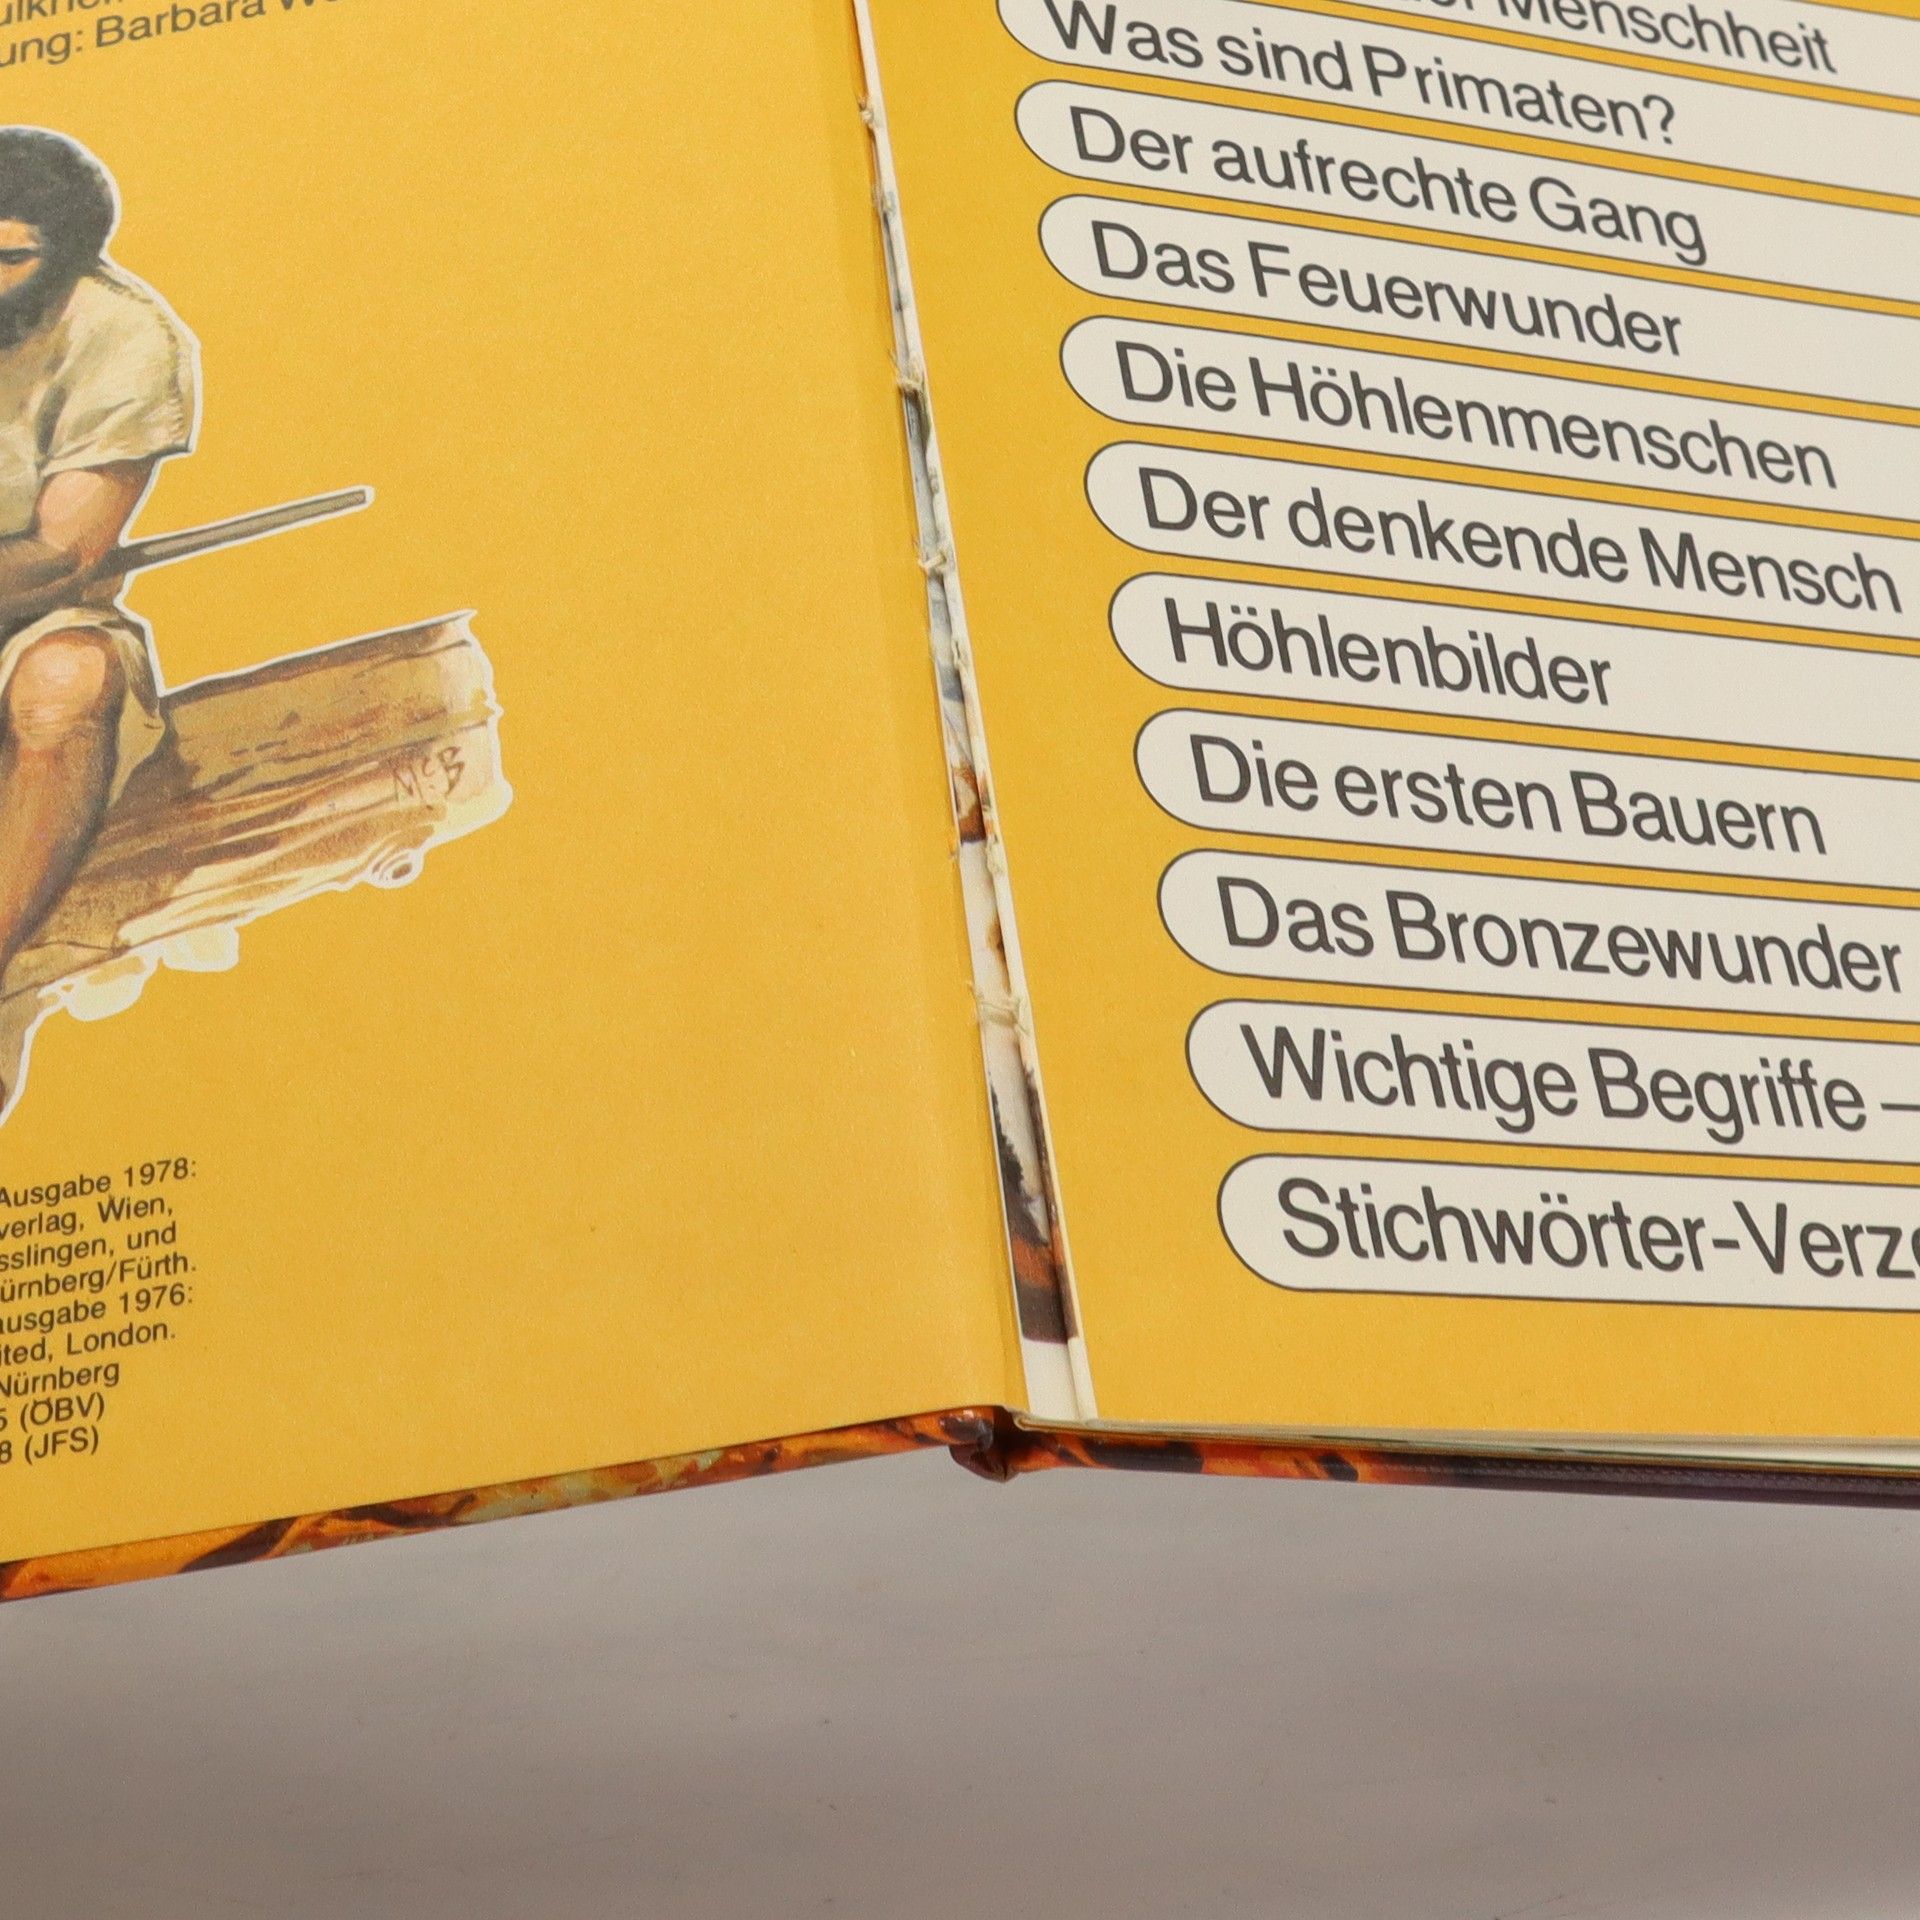 ung: Barbara
McB
Ausgabe 1978:
verlag, Wien,
sslingen, und
ürnberg/Fürth.
ausgabe 1976:
ited, London.
Nürnberg
5 (ÖBV)
8 (JFS)
Menschheit
Was sind Primaten?
Der aufrechte Gang
Das Feuerwunder
Die Höhlenmenschen
Der denkende Mensch
Höhlenbilder
Die ersten Bauern
Das Bronzewunder
Wichtige Begriffe –
Stichwörter-Verze